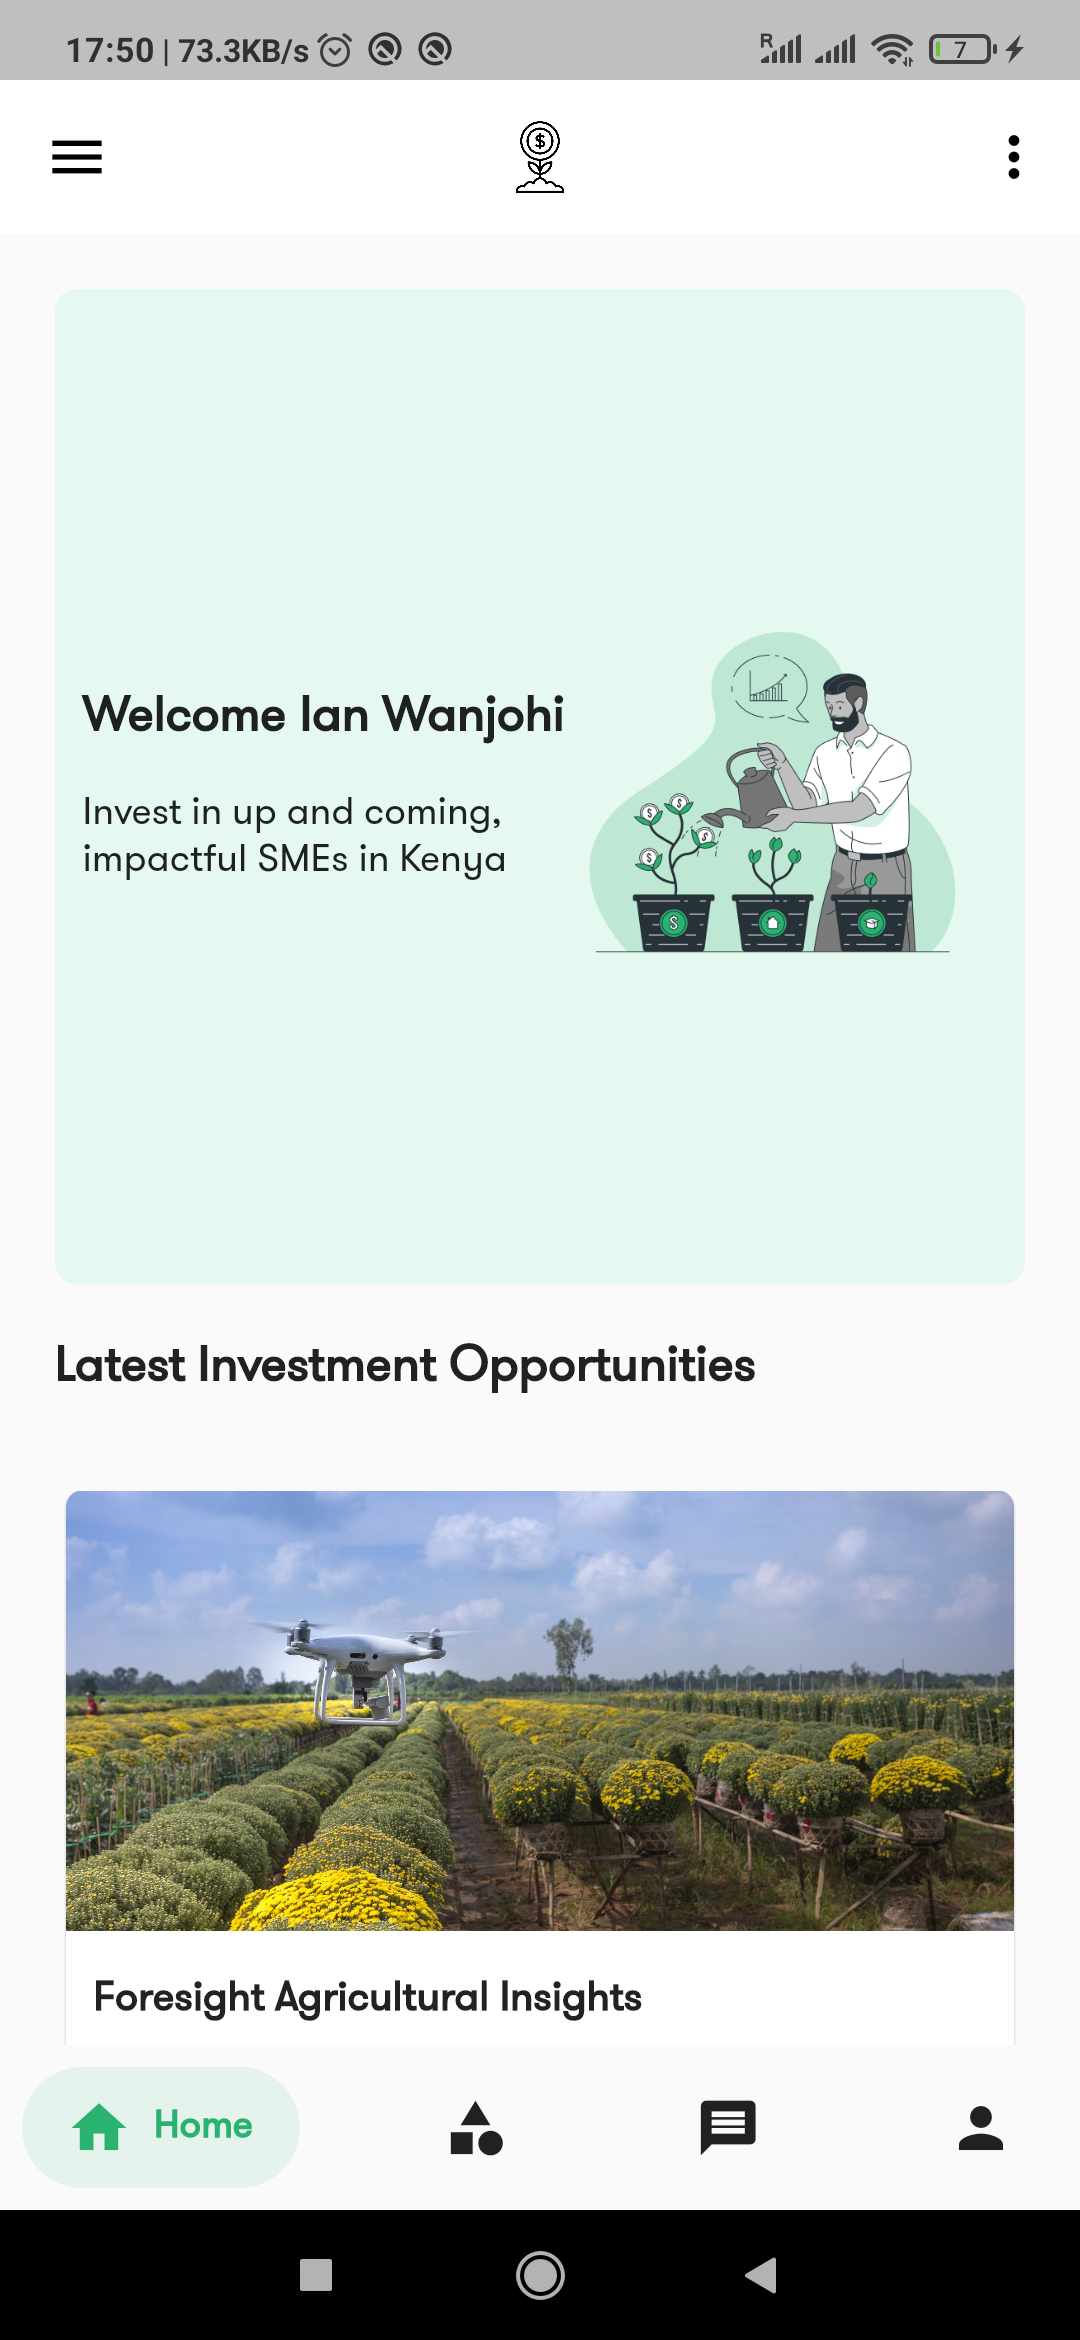 17:50 | 73.3KB/s
R
7
$
Welcome Ian Wanjohi
Invest in up and coming,
impactful SMEs in Kenya
$
$
$
$
$
Latest Investment Opportunities
Foresight Agricultural Insights
Home